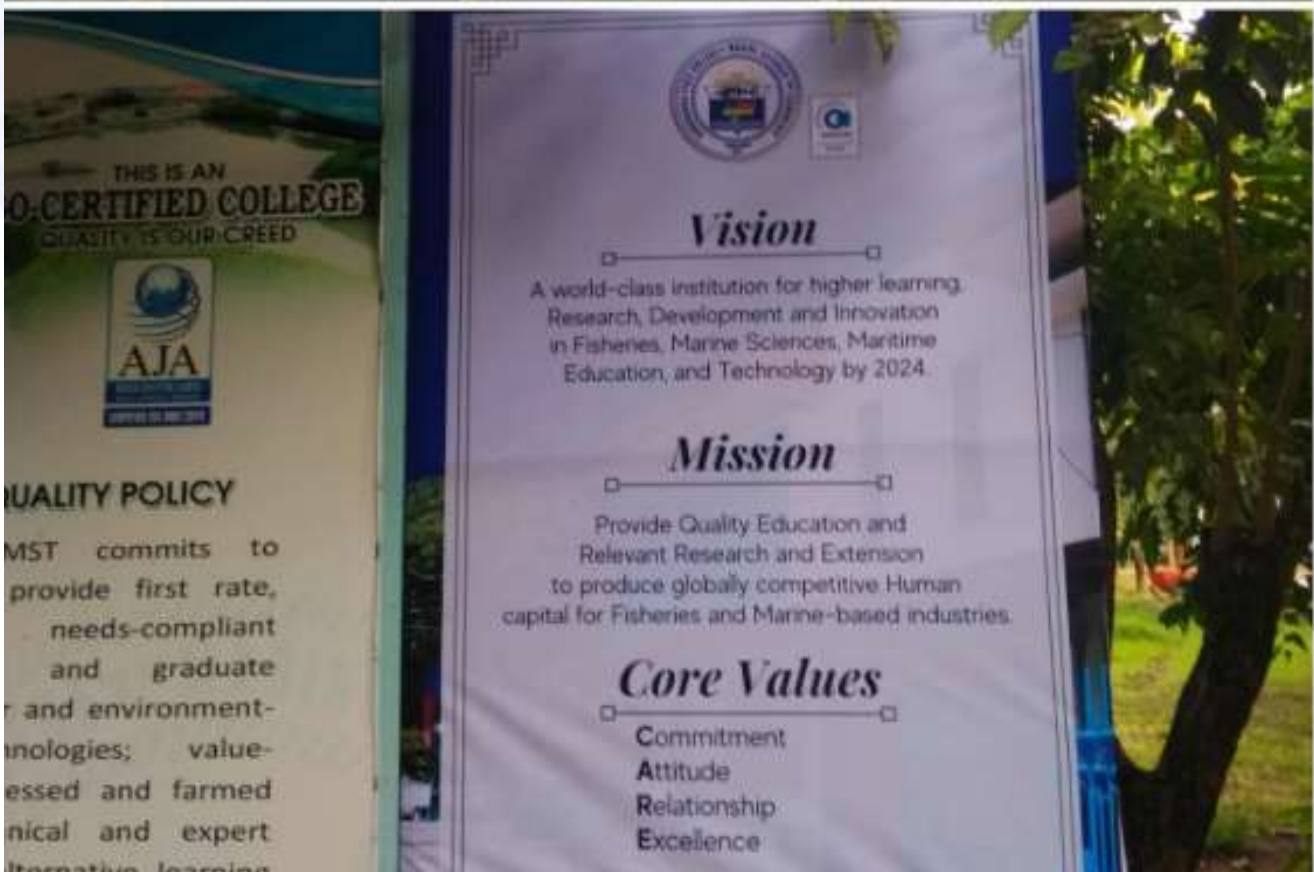 THIS IS AN
O-CERTIFIED COLLEGE
QUALITY IS OUR CREED
AJA
QUALITY POLICY
MST commits to
provide first rate,
needs-compliant
and graduate
r and environment-
hnologies; value-
essed and farmed
nical and expert
lternative learning
Vision
A world-class institution for higher learning,
Research, Development and Innovation
in Fisheries, Marine Sciences, Maritime
Education, and Technology by 2024.
Mission
Provide Quality Education and
Relevant Research and Extension
to produce globally competitive Human
capital for Fisheries and Marine-based industries.
Core Values
Commitment
Attitude
Relationship
Excellence